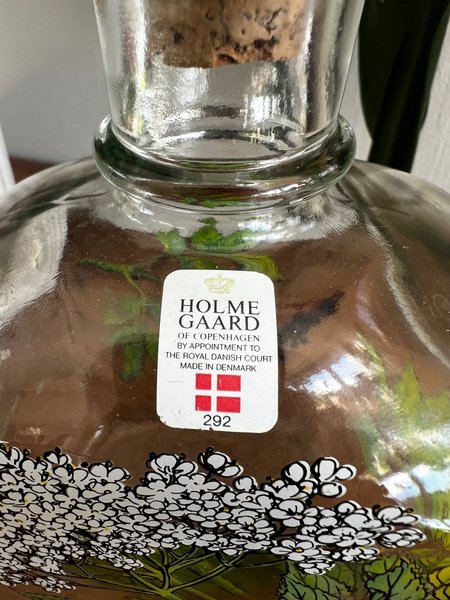 HOLME
GAARD
OF COPENHAGEN
BY APPOINTMENT TO
THE ROYAL DANISH COURT
MADE IN DENMARK
292